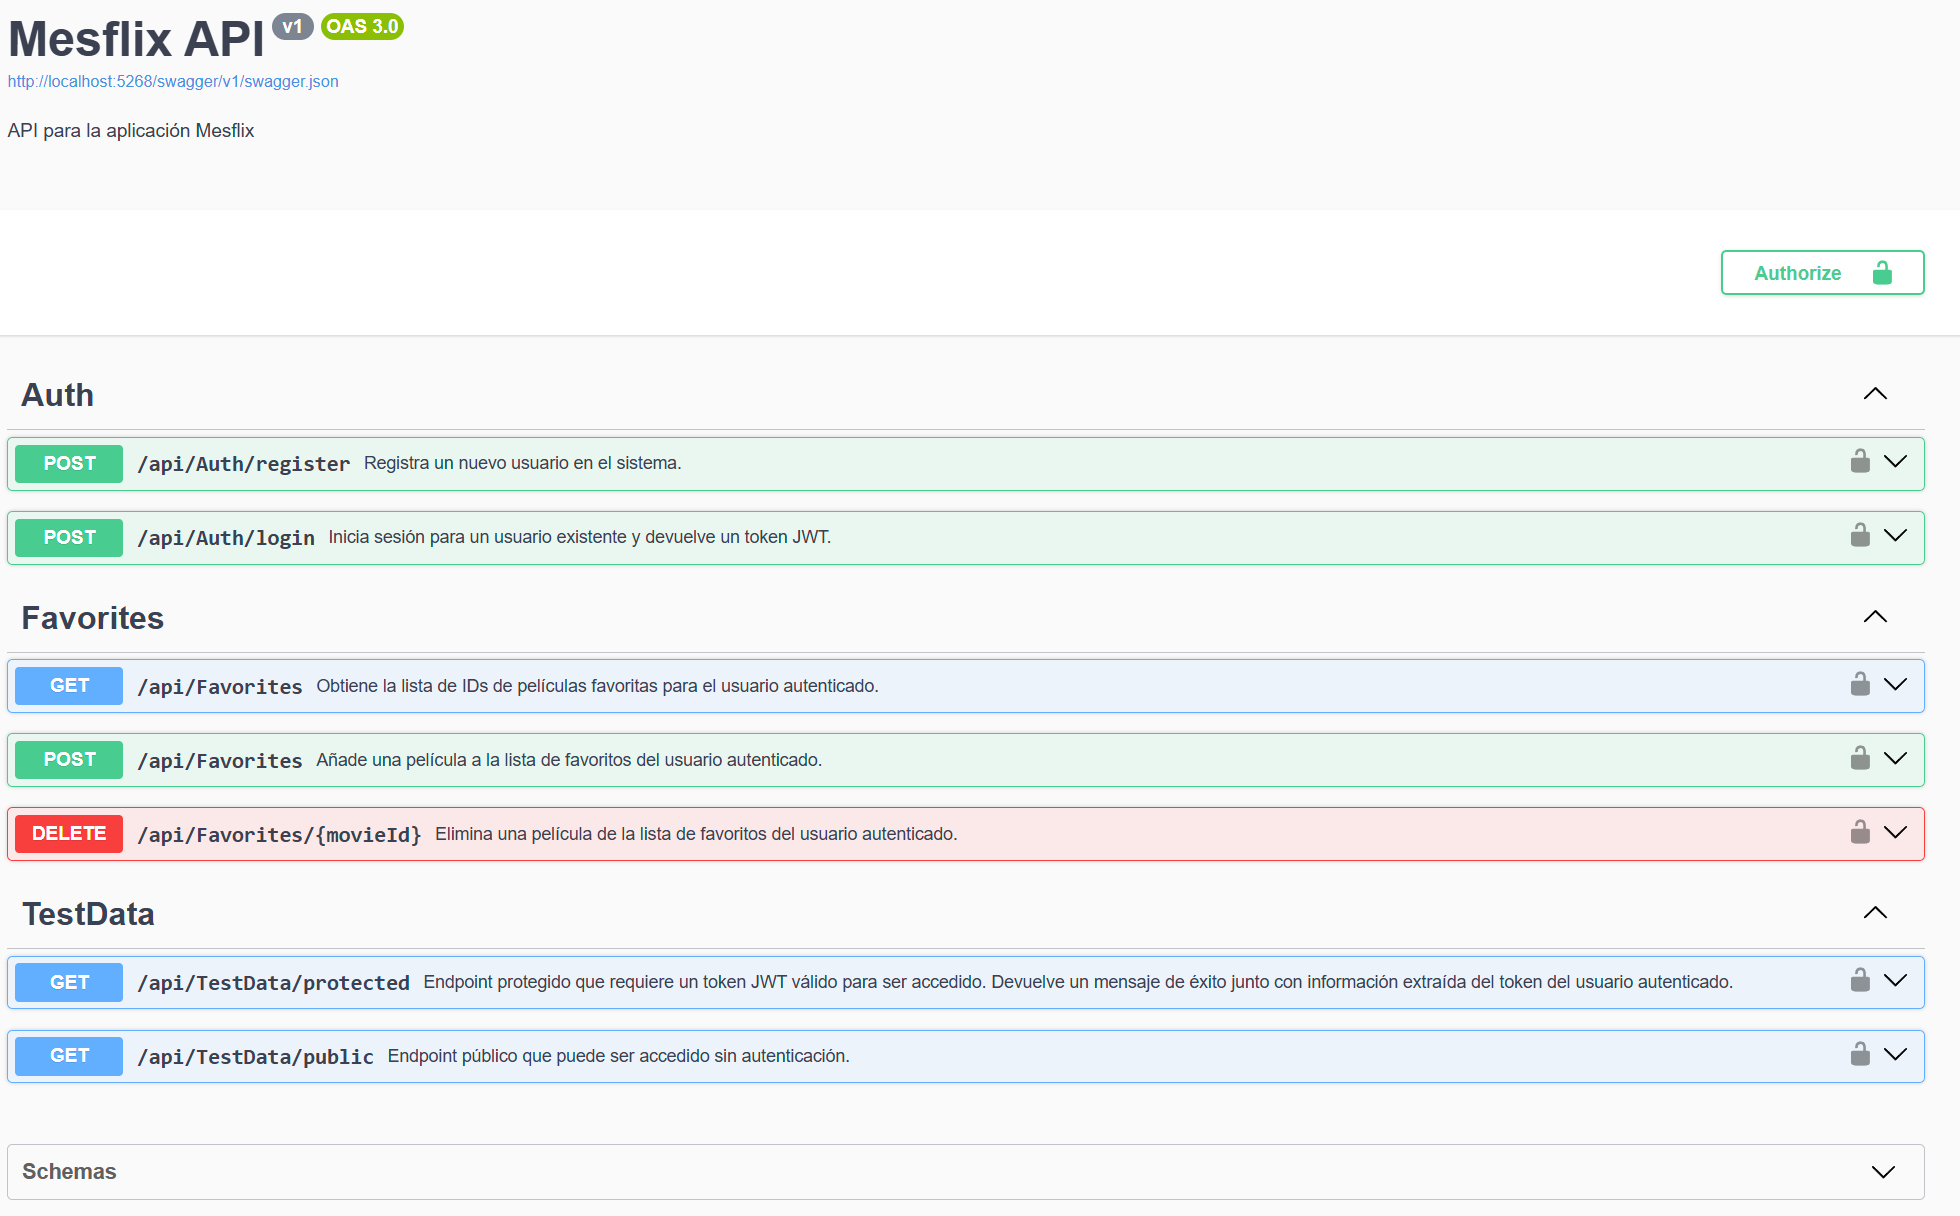 Mesflix API v1 OAS 3.0
http://localhost:5268/swagger/v1/swagger.json
API para la aplicación Mesflix
Authorize
Auth
POST /api/Auth/register Registra un nuevo usuario en el sistema.
POST /api/Auth/login Inicia sesión para un usuario existente y devuelve un token JWT.
Favorites
GET /api/Favorites Obtiene la lista de IDs de películas favoritas para el usuario autenticado.
POST /api/Favorites Añade una película a la lista de favoritos del usuario autenticado.
DELETE /api/Favorites/{movieId} Elimina una película de la lista de favoritos del usuario autenticado.
TestData
GET /api/TestData/protected Endpoint protegido que requiere un token JWT válido para ser accedido. Devuelve un mensaje de éxito junto con información extraída del token del usuario autenticado.
GET /api/TestData/public Endpoint público que puede ser accedido sin autenticación.
Schemas